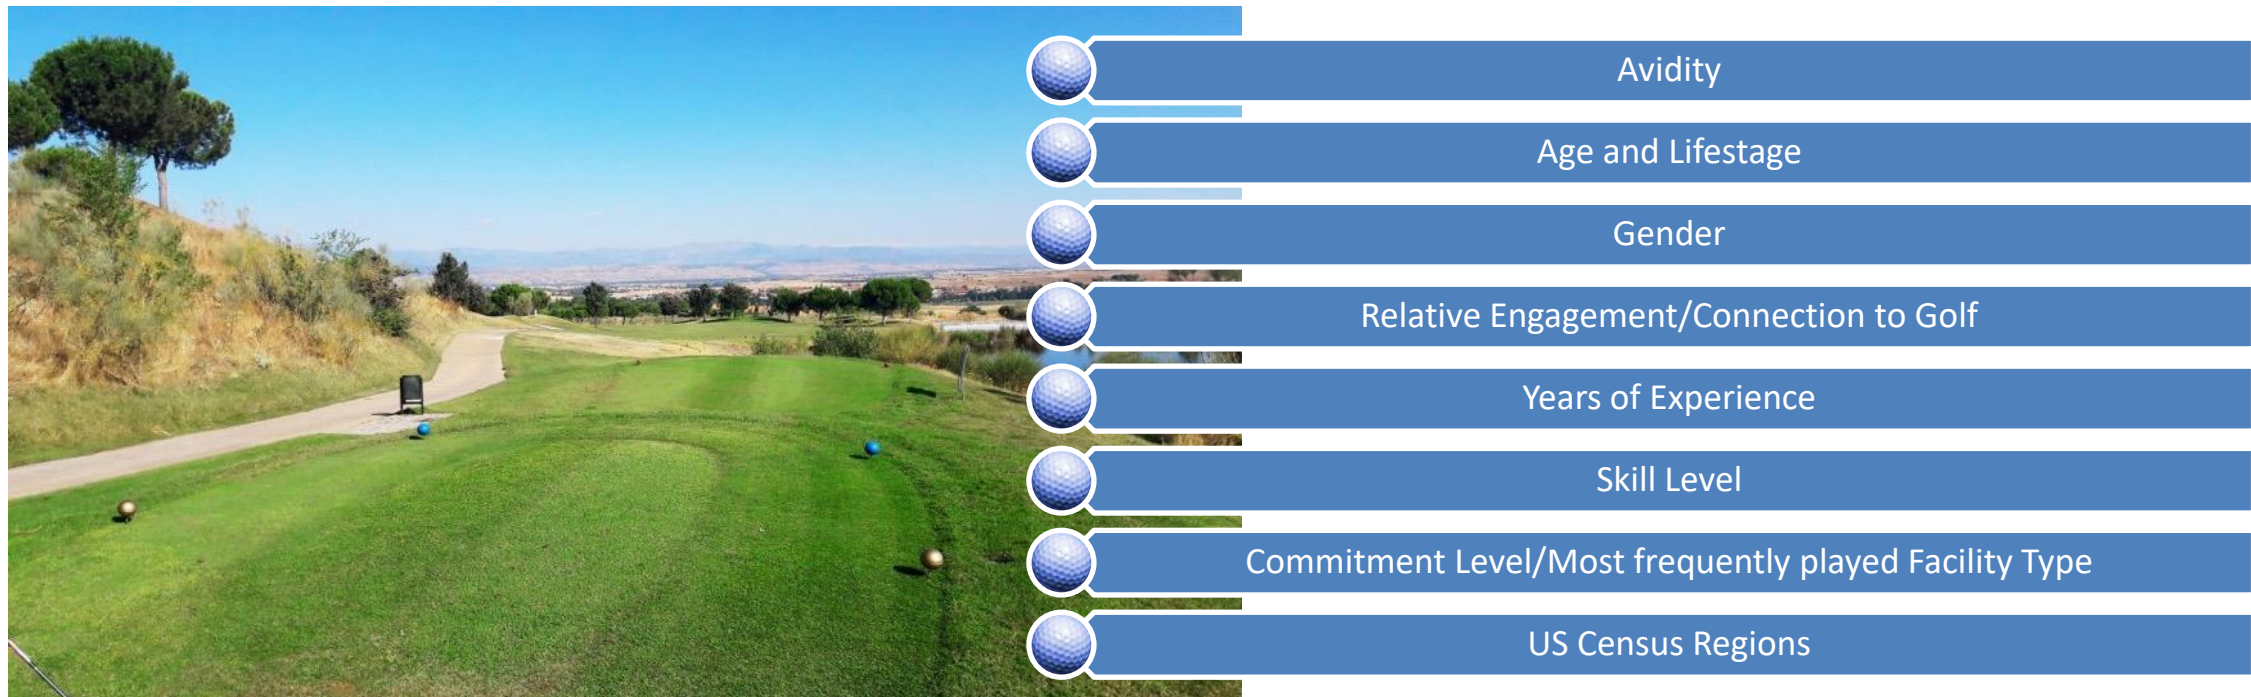 Avidity
Age and Lifestage
Gender
Relative Engagement/Connection to Golf
Years of Experience
Skill Level
Commitment Level/Most frequently played Facility Type
US Census Regions